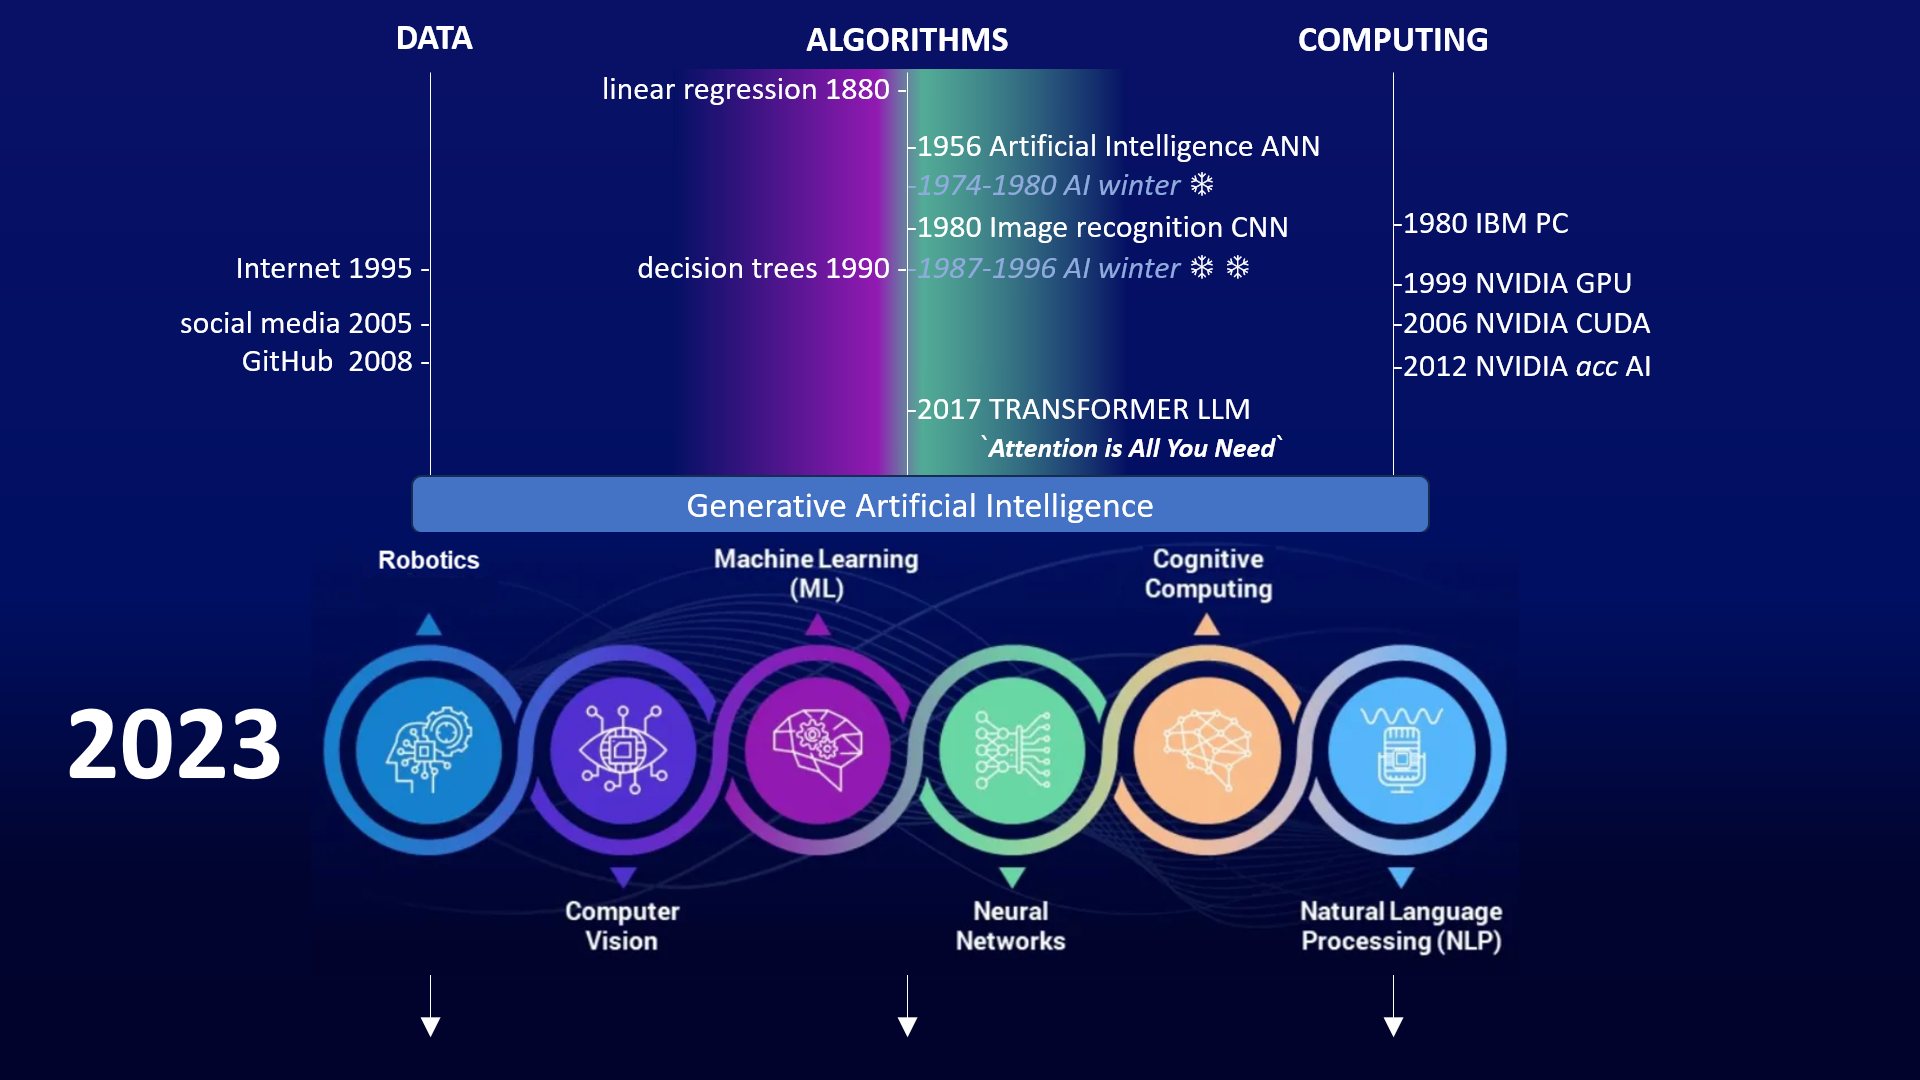 DATA
ALGORITHMS
COMPUTING
linear regression 1880 -
-1956 Artificial Intelligence ANN
-1974-1980 AI winter ❄
-1980 Image recognition CNN
-1980 IBM PC
Internet 1995 -
decision trees 1990 -
-1987-1996 AI winter ❄ ❄
-1999 NVIDIA GPU
social media 2005 -
-2006 NVIDIA CUDA
GitHub 2008 -
-2012 NVIDIA acc AI
-2017 TRANSFORMER LLM
`Attention is All You Need`
Generative Artificial Intelligence
Robotics
Machine Learning
(ML)
Cognitive
Computing
2023
Computer
Vision
Neural
Networks
Natural Language
Processing (NLP)